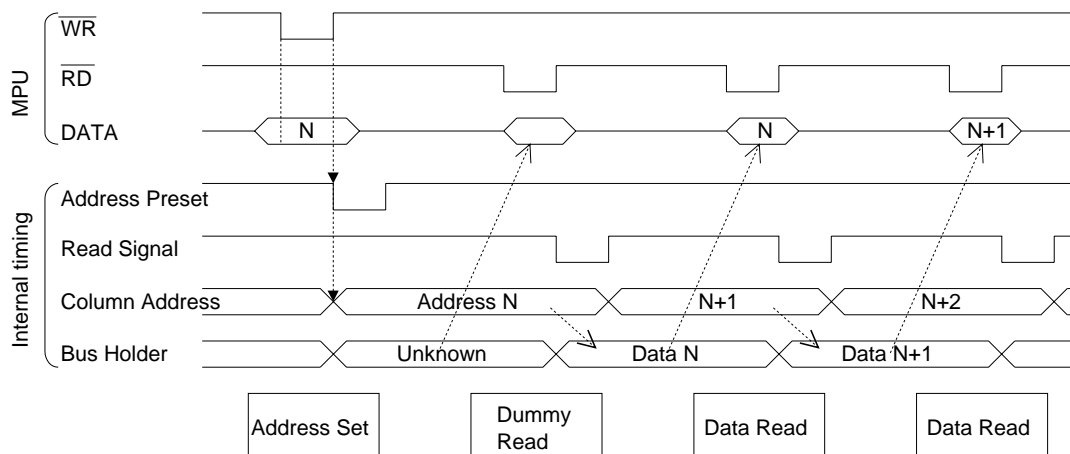 MPU
WR
RD
DATA
N
N
N+1
Internal timing
Address Preset
Read Signal
Column Address
Address N
N+1
N+2
Bus Holder
Unknown
Data N
Data N+1
Address Set
Dummy
Read
Data Read
Data Read